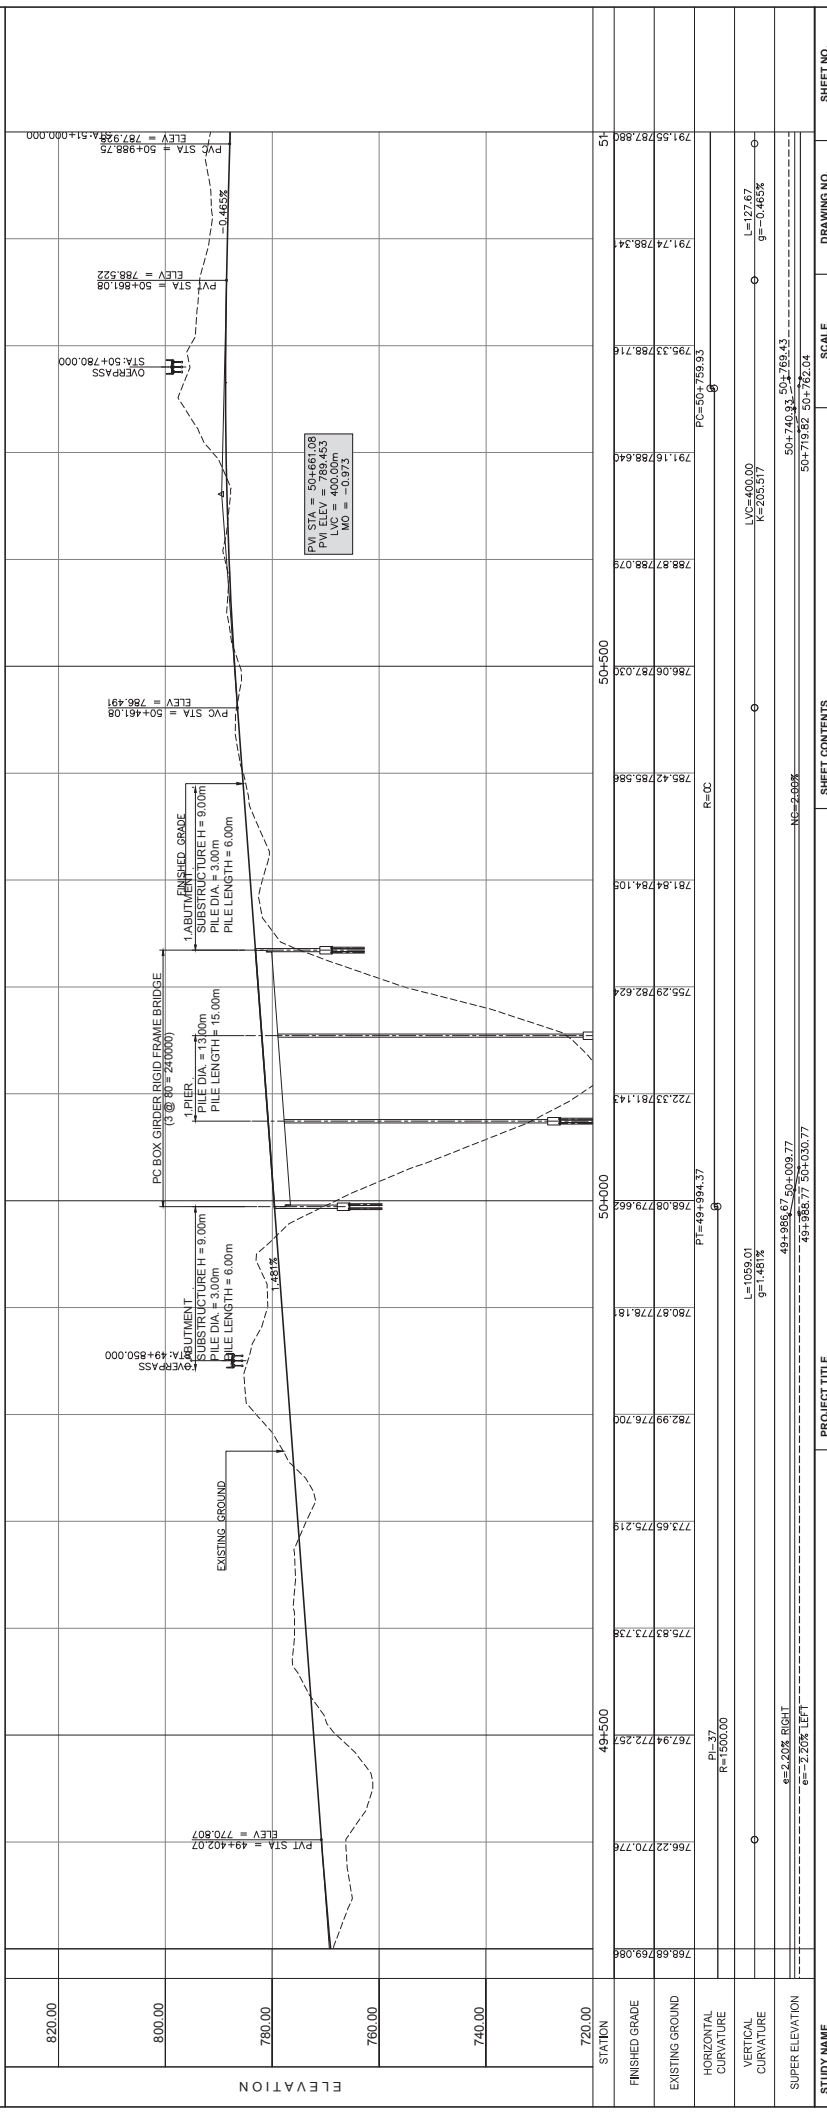 ELEVATION
820.00
800.00
780.00
760.00
740.00
720.00
PVT STA = 49+402.07
ELEV = 770.807
EXISTING GROUND
OVERPASS
STA:49+850.000
1.481%
ABUTMENT
SUBSTRUCTURE H = 9.00m
PILE DIA. = 3.00m
PILE LENGTH = 6.00m
PC BOX GIRDER RIGID FRAME BRIDGE
(3 @ 80 = 240000)
1.PIER
PILE DIA. = 13.00m
PILE LENGTH = 15.00m
FINISHED GRADE
1.ABUTMENT
SUBSTRUCTURE H = 9.00m
PILE DIA. = 3.00m
PILE LENGTH = 6.00m
PVC STA = 50+461.08
ELEV = 786.491
PVI STA = 50+661.08
PVI ELEV = 789.453
LVC = 400.00m
MO = -0.973
OVERPASS
STA:50+780.000
PVT STA = 50+861.08
ELEV = 788.522
-0.465%
PVC STA = 50+988.75
ELEV = 787.928
STA:51+000.000
STATION 49+500 50+000 50+500 51
FINISHED GRADE 769.086 770.776 772.257 773.738 775.219 776.700 778.181 779.662 781.143 782.624 784.105 785.586 787.030 788.079 788.640 788.716 788.341 787.880
EXISTING GROUND 768.68 766.22 767.94 775.83 773.65 782.99 780.87 768.08 722.33 755.29 781.84 785.42 786.06 788.87 791.16 795.33 791.74 791.55
HORIZONTAL
CURVATURE
PI-37
R=1500.00
PT=49+994.37
R=∞
PC=50+759.93
VERTICAL
CURVATURE
L=1059.01
g=1.481%
LVC=400.00
K=205.517
L=127.67
g=-0.465%
SUPER ELEVATION
e=2.20% RIGHT
e=-2.20% LEFT
49+986.67
50+009.77
49+988.77
50+030.77
NC=2.00%
50+740.93
50+769.43
50+719.82
50+762.04
STUDY NAME
PROJECT TITLE
SHEET CONTENTS
SCALE
DRAWING NO.
SHEET NO.